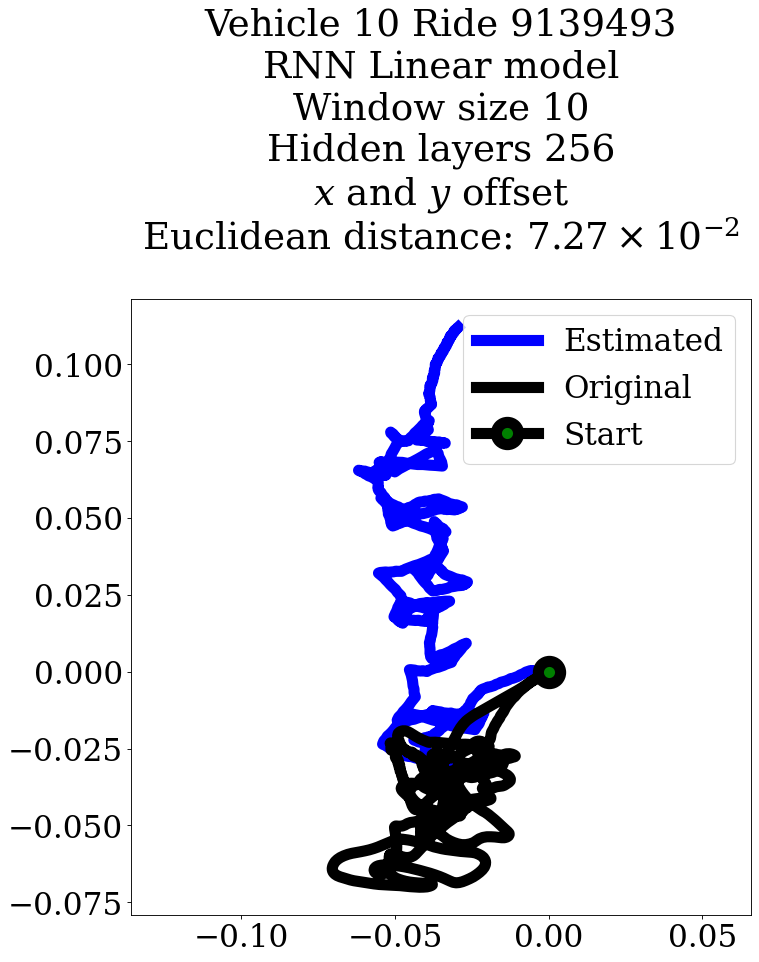 Vehicle 10 Ride 9139493
RNN Linear model
Window size 10
Hidden layers 256
x and y offset
Euclidean distance: 7.27 × 10⁻²
Estimated
Original
Start
0.100
0.075
0.050
0.025
0.000
−0.025
−0.050
−0.075
−0.10 −0.05 0.00 0.05